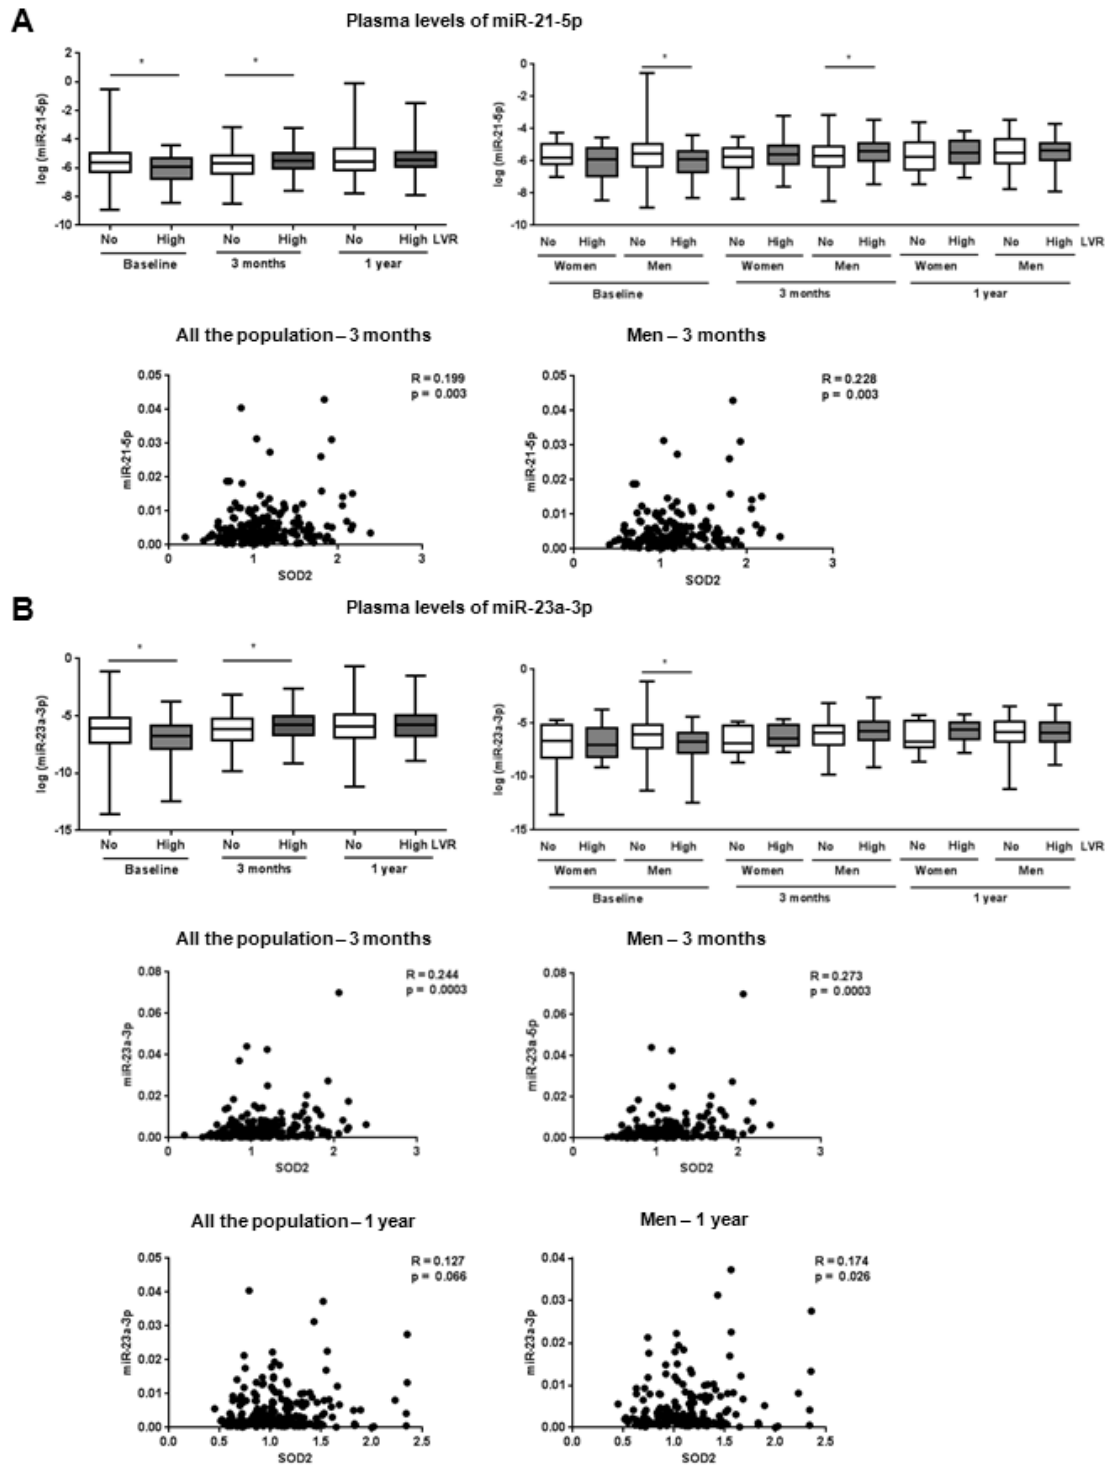 A
Plasma levels of miR-21-5p
log (miR-21-5p)
2
0
-2
-4
-6
-8
-10
*
*
No High No High No High LVR
Baseline 3 months 1 year
log (miR-21-5p)
0
-2
-4
-6
-8
-10
*
*
No High No High No High No High No High No High LVR
Women Men Women Men Women Men
Baseline 3 months 1 year
All the population – 3 months
miR-21-5p
0.05
0.04
0.03
0.02
0.01
0.00
R = 0.199
p = 0.003
0 1 2 3
SOD2
Men – 3 months
miR-21-5p
0.05
0.04
0.03
0.02
0.01
0.00
R = 0.228
p = 0.003
0 1 2 3
SOD2
B
Plasma levels of miR-23a-3p
log (miR-23a-3p)
0
-5
-10
-15
*
*
No High No High No High LVR
Baseline 3 months 1 year
log (miR-23a-3p)
0
-5
-10
-15
*
No High No High No High No High No High No High LVR
Women Men Women Men Women Men
Baseline 3 months 1 year
All the population – 3 months
miR-23a-3p
0.08
0.06
0.04
0.02
0.00
R = 0.244
p = 0.0003
0 1 2 3
SOD2
Men – 3 months
miR-23a-5p
0.08
0.06
0.04
0.02
0.00
R = 0.273
p = 0.0003
0 1 2 3
SOD2
All the population – 1 year
miR-23a-3p
0.05
0.04
0.03
0.02
0.01
0.00
R = 0.127
p = 0.066
0.0 0.5 1.0 1.5 2.0 2.5
SOD2
Men – 1 year
miR-23a-3p
0.04
0.03
0.02
0.01
0.00
R = 0.174
p = 0.026
0.0 0.5 1.0 1.5 2.0 2.5
SOD2